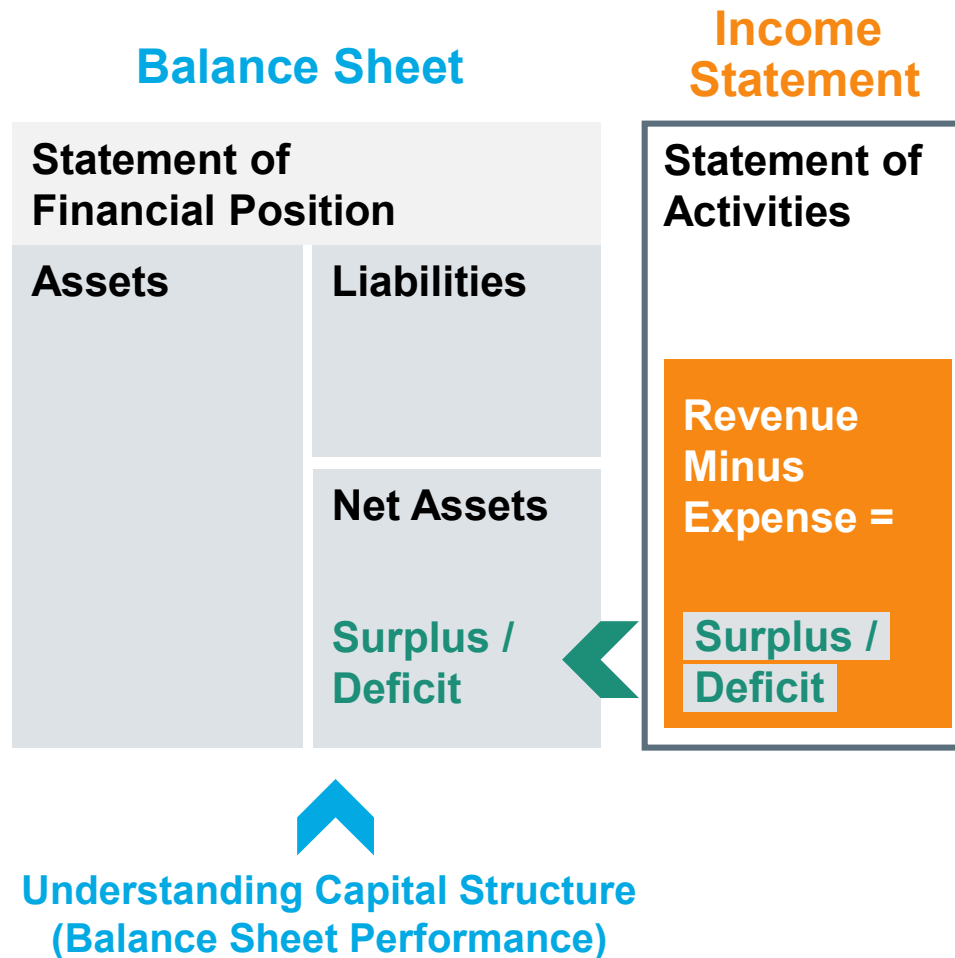 Balance Sheet
Income
Statement
Statement of
Financial Position
Assets
Liabilities
Net Assets
Surplus /
Deficit
Statement of
Activities
Revenue
Minus
Expense =
Surplus /
Deficit
Understanding Capital Structure
(Balance Sheet Performance)